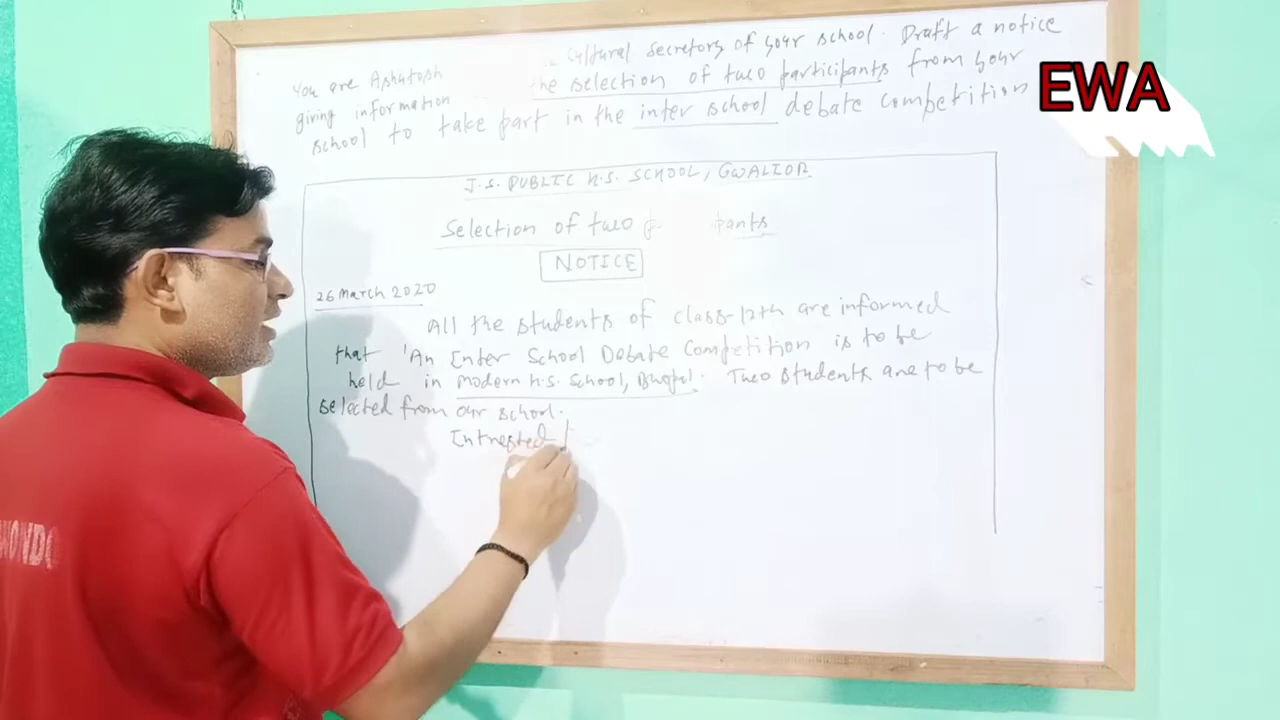 You are Ashutosh cultural secretory of your school. Draft a notice
giving information the selection of two participants from your
school to take part in the inter school debate competition
EWA
J.S. PUBLIC H.S. SCHOOL, GWALIOR
Selection of two pants
NOTICE
26 March 2020
All the students of class 12th are informed
that 'An Inter School Debate Competition is to be
held in Modern H.S. School, Bhopal. Two students are to be
selected from our school.
Intrested